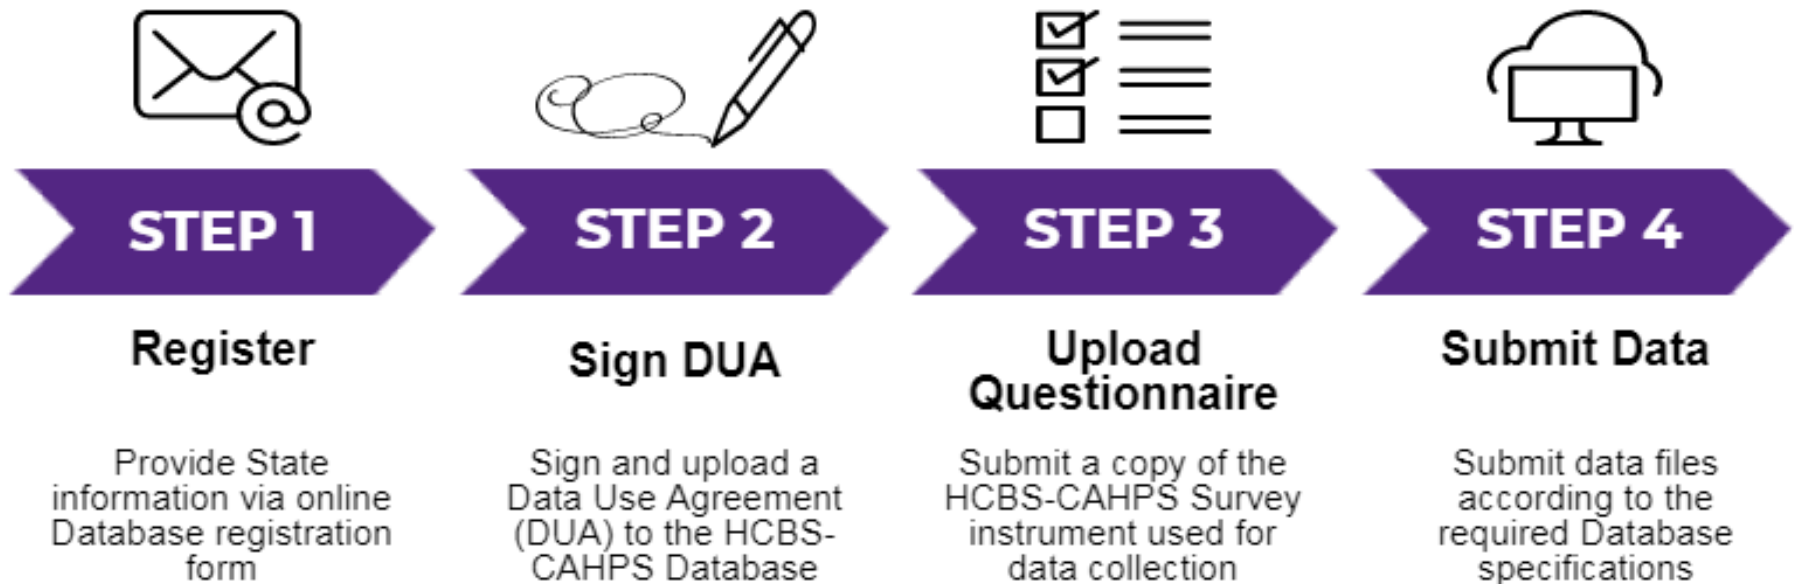 STEP 1
STEP 2
STEP 3
STEP 4
Register
Sign DUA
Upload
Questionnaire
Submit Data
Provide State
information via online
Database registration
form
Sign and upload a
Data Use Agreement
(DUA) to the HCBS-
CAHPS Database
Submit a copy of the
HCBS-CAHPS Survey
instrument used for
data collection
Submit data files
according to the
required Database
specifications